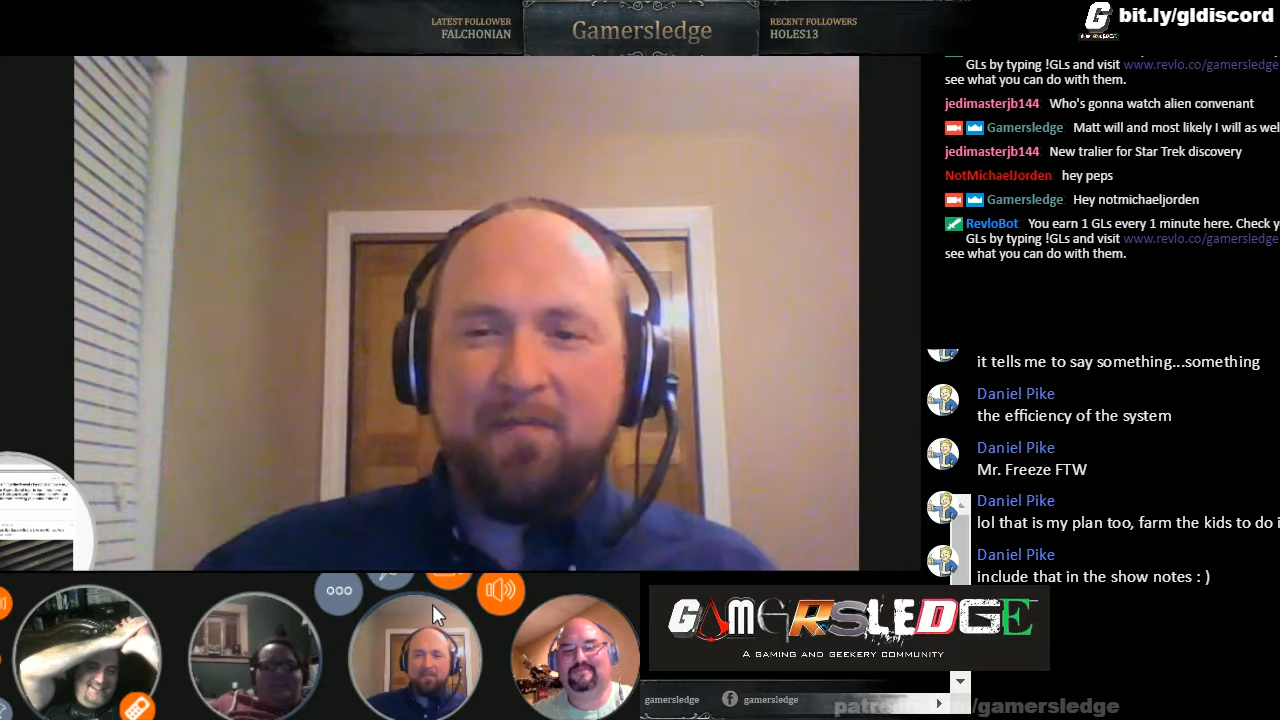 LATEST FOLLOWER
FALCHONIAN
Gamersledge
RECENT FOLLOWERS
HOLES13
bit.ly/gldiscord
GLs by typing !GLs and visit www.revlo.co/gamersledge
see what you can do with them.
jedimasterjb144 Who's gonna watch alien convenant
Gamersledge: Matt will and most likely I will as wel
jedimasterjb144 New tralier for Star Trek discovery
NotMichaelJorden hey peps
Gamersledge: Hey notmichaeljorden
RevloBot You earn 1 GLs every 1 minute here. Check y
GLs by typing !GLs and visit www.revlo.co/gamersledge
see what you can do with them.
it tells me to say something...something
Daniel Pike
the efficiency of the system
Daniel Pike
Mr. Freeze FTW
Daniel Pike
lol that is my plan too, farm the kids to do i
Daniel Pike
include that in the show notes : )
GAMERSLEDGE
A GAMING AND GEEKERY COMMUNITY
gamersledge
gamersledge
/gamersledge